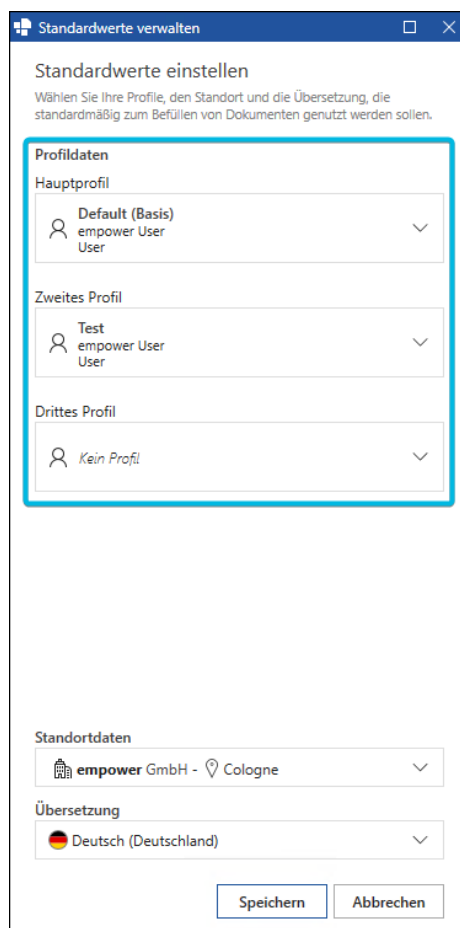 Standardwerte verwalten
Standardwerte einstellen
Wählen Sie Ihre Profile, den Standort und die Übersetzung, die
standardmäßig zum Befüllen von Dokumenten genutzt werden sollen.
Profildaten
Hauptprofil
Default (Basis)
empower User
User
Zweites Profil
Test
empower User
User
Drittes Profil
Kein Profil
Standortdaten
empower GmbH - Cologne
Übersetzung
Deutsch (Deutschland)
Speichern Abbrechen